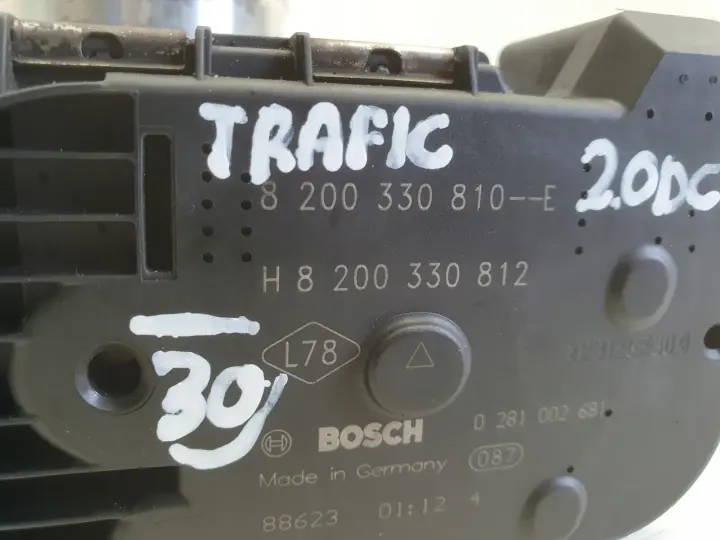 TRAFIC
8 200 330 810--E
2.0DC
H 8 200 330 812
L78
30j
BOSCH
0 281 002 681
Made in Germany
087
88623 01:12 4